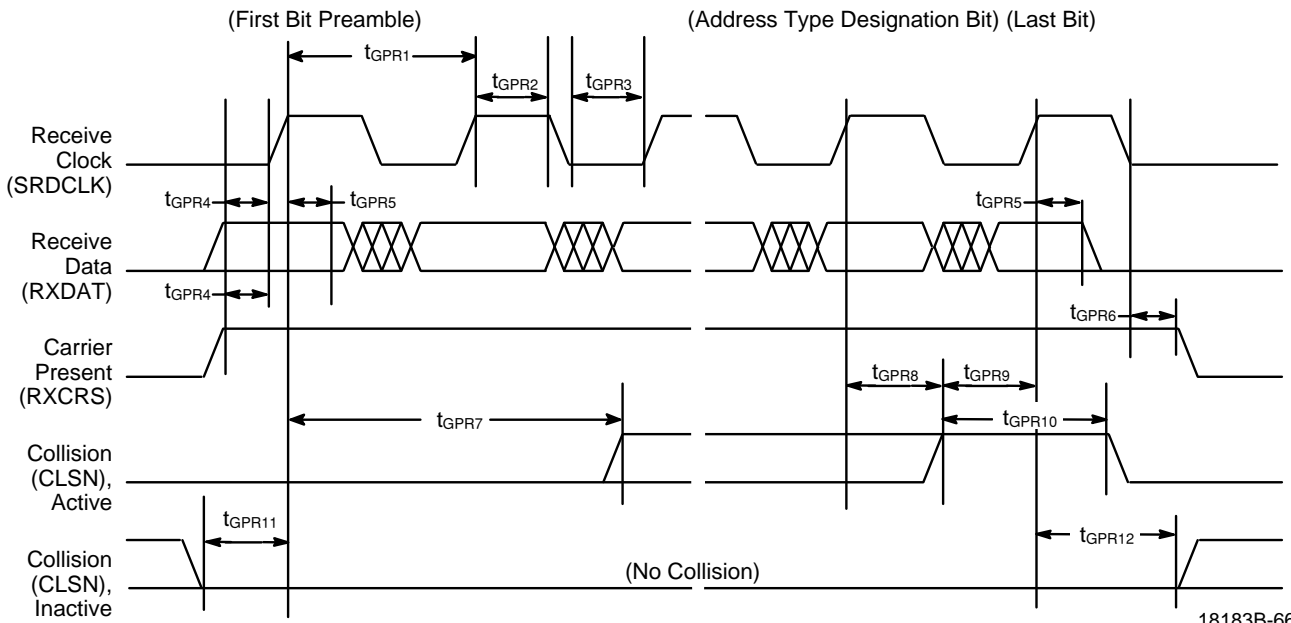 (First Bit Preamble)
(Address Type Designation Bit) (Last Bit)
tGPR1
tGPR2
tGPR3
Receive
Clock
(SRDCLK)
tGPR4
tGPR5
tGPR5
Receive
Data
(RXDAT)
tGPR4
tGPR6
Carrier
Present
(RXCRS)
tGPR8
tGPR9
tGPR7
tGPR10
Collision
(CLSN),
Active
tGPR11
tGPR12
Collision
(CLSN),
Inactive
(No Collision)
18183B-66